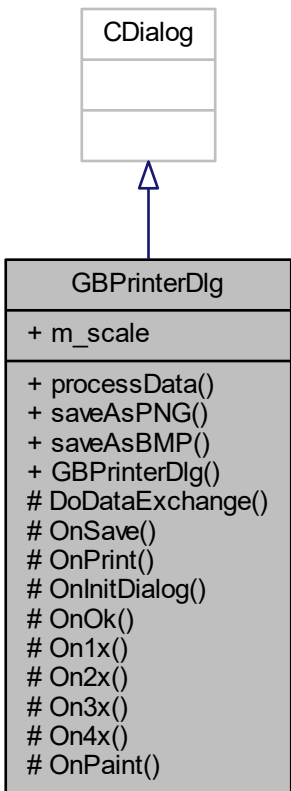 CDialog
GBPrinterDlg
+ m_scale
+ processData()
+ saveAsPNG()
+ saveAsBMP()
+ GBPrinterDlg()
# DoDataExchange()
# OnSave()
# OnPrint()
# OnInitDialog()
# OnOk()
# On1x()
# On2x()
# On3x()
# On4x()
# OnPaint()